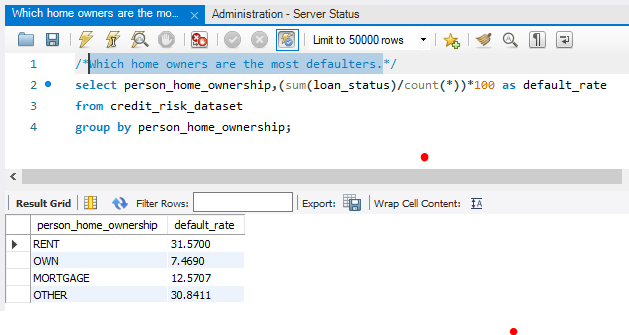 Which home owners are the mo... × Administration - Server Status
Limit to 50000 rows
1 /*Which home owners are the most defaulters.*/
2 select person_home_ownership,(sum(loan_status)/count(*))*100 as default_rate
3 from credit_risk_dataset
4 group by person_home_ownership;
Result Grid Filter Rows: Export: Wrap Cell Content: IA
person_home_ownership default_rate
RENT 31.5700
OWN 7.4690
MORTGAGE 12.5707
OTHER 30.8411